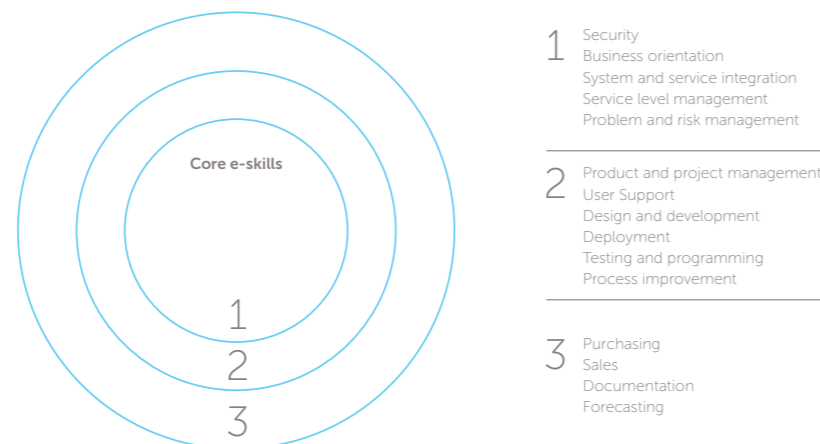 Core e-skills
1
2
3
1
Security
Business orientation
System and service integration
Service level management
Problem and risk management
2
Product and project management
User Support
Design and development
Deployment
Testing and programming
Process improvement
3
Purchasing
Sales
Documentation
Forecasting